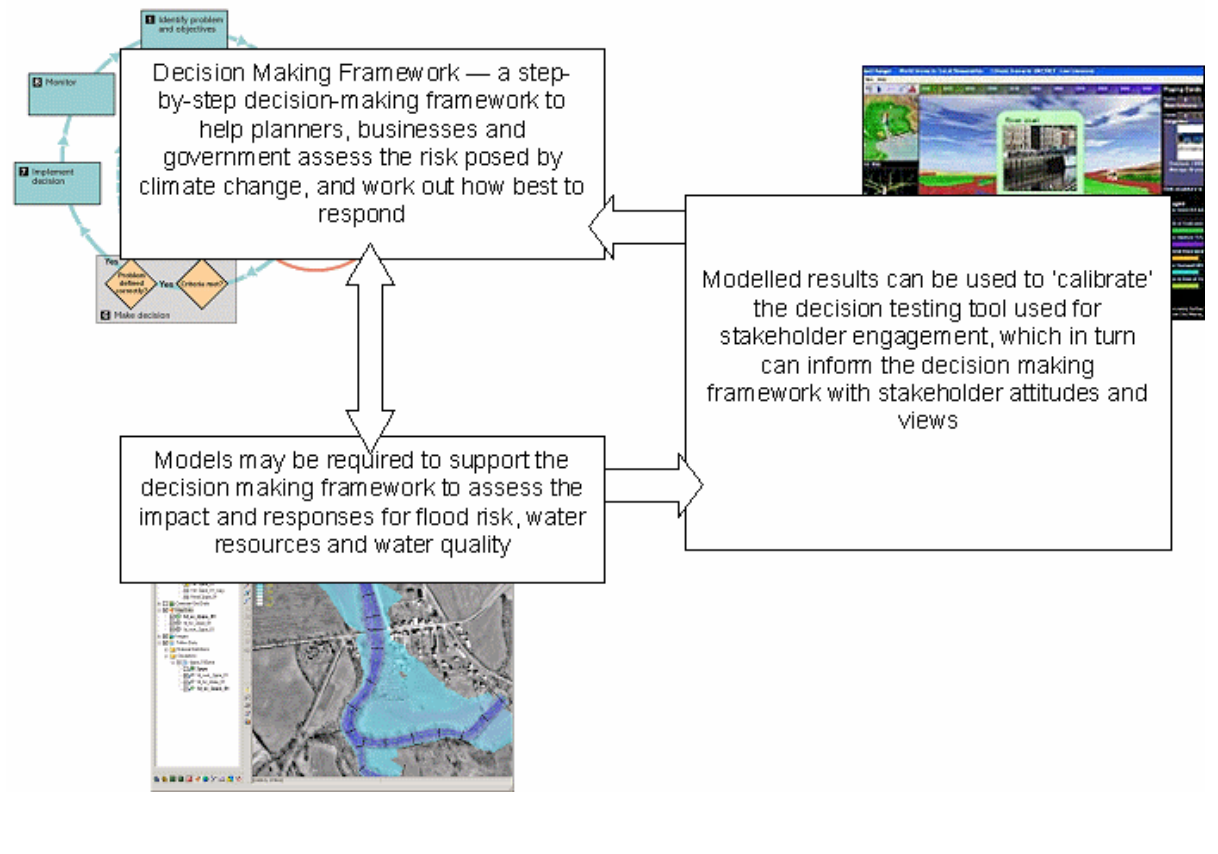 1 Identify problem
and objectives
8 Monitor
7 Implement
decision
Decision Making Framework — a step-
by-step decision-making framework to
help planners, businesses and
government assess the risk posed by
climate change, and work out how best to
respond
Yes
Problem
defined
correctly?
Yes
Criteria met?
6 Make decision
Modelled results can be used to 'calibrate'
the decision testing tool used for
stakeholder engagement, which in turn
can inform the decision making
framework with stakeholder attitudes and
views
Models may be required to support the
decision making framework to assess the
impact and responses for flood risk, water
resources and water quality